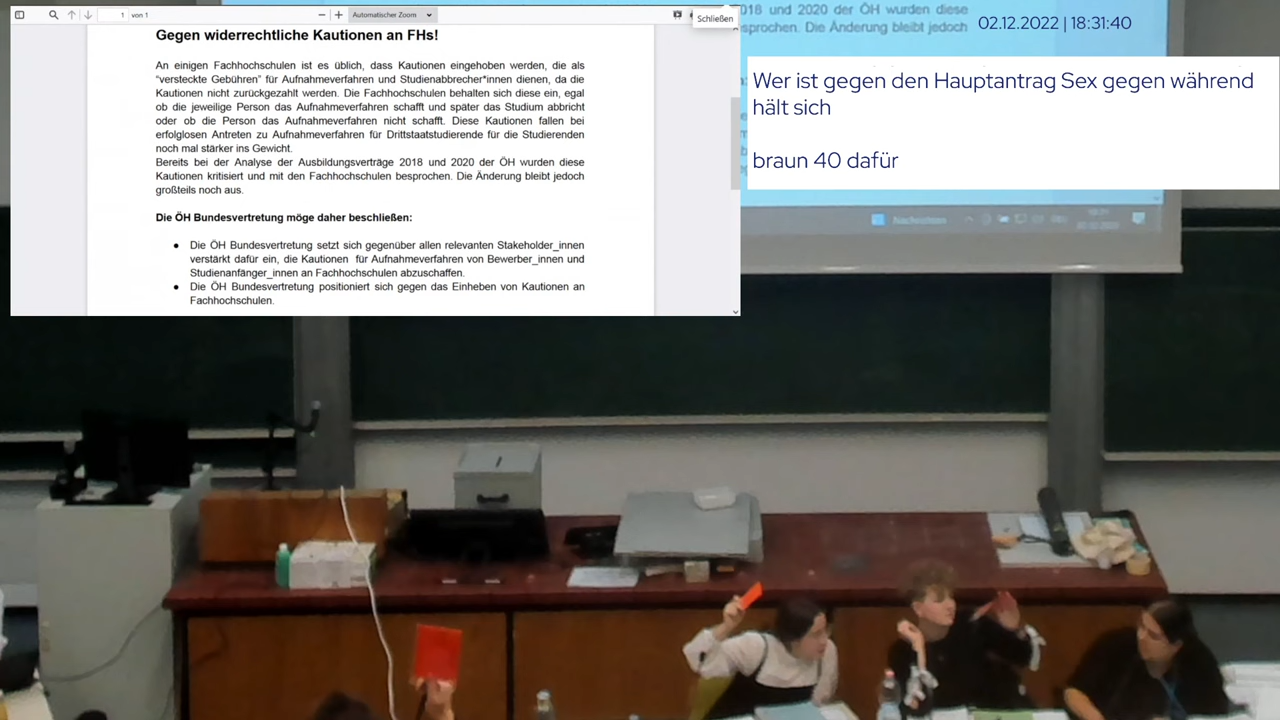 1 von 1
Automatischer Zoom
Schließen
Gegen widerrechtliche Kautionen an FHs!
An einigen Fachhochschulen ist es üblich, dass Kautionen eingehoben werden, die als
“versteckte Gebühren” für Aufnahmeverfahren und Studienabbrecher*innen dienen, da die
Kautionen nicht zurückgezahlt werden. Die Fachhochschulen behalten sich diese ein, egal
ob die jeweilige Person das Aufnahmeverfahren schafft und später das Studium abbricht
oder ob die Person das Aufnahmeverfahren nicht schafft. Diese Kautionen fallen bei
erfolglosen Antreten zu Aufnahmeverfahren für Drittstaatstudierende für die Studierenden
noch mal stärker ins Gewicht.
Bereits bei der Analyse der Ausbildungsverträge 2018 und 2020 der ÖH wurden diese
Kautionen kritisiert und mit den Fachhochschulen besprochen. Die Änderung bleibt jedoch
großteils noch aus.
Die ÖH Bundesvertretung möge daher beschließen:
● Die ÖH Bundesvertretung setzt sich gegenüber allen relevanten Stakeholder_innen
verstärkt dafür ein, die Kautionen für Aufnahmeverfahren von Bewerber_innen und
Studienanfänger_innen an Fachhochschulen abzuschaffen.
● Die ÖH Bundesvertretung positioniert sich gegen das Einheben von Kautionen an
Fachhochschulen.
018 und 2020 der ÖH wurden diese
sprochen. Die Änderung bleibt jedoch
02.12.2022 | 18:31:40
Wer ist gegen den Hauptantrag Sex gegen während
hält sich
braun 40 dafür
Nachrichten